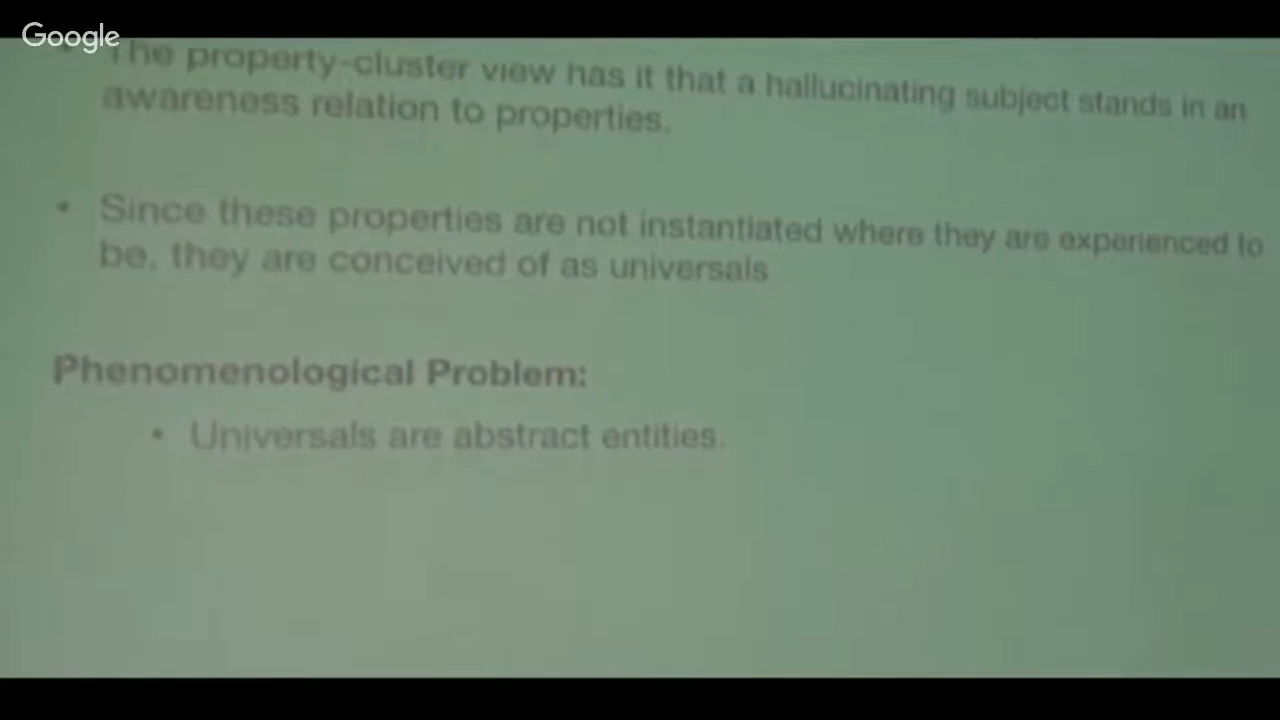 Google
• The property-cluster view has it that a hallucinating subject stands in an
awareness relation to properties.
• Since these properties are not instantiated where they are experienced to
be, they are conceived of as universals
Phenomenological Problem:
• Universals are abstract entities.